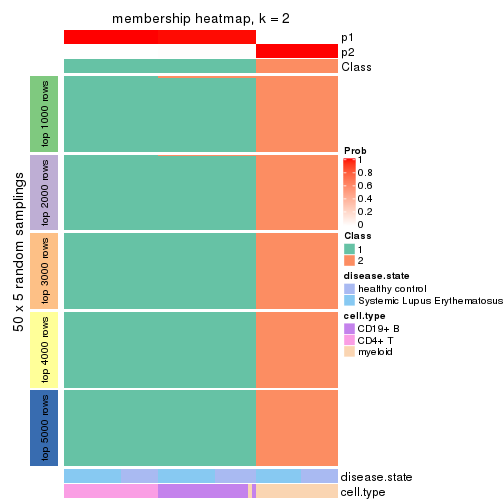 membership heatmap, k = 2
p1
p2
Class
50 x 5 random samplings
top 1000 rows
top 2000 rows
top 3000 rows
top 4000 rows
top 5000 rows
Prob
1
0.8
0.6
0.4
0.2
0
Class
1
2
disease.state
healthy control
Systemic Lupus Erythematosus
cell.type
CD19+ B
CD4+ T
myeloid
disease.state
cell.type